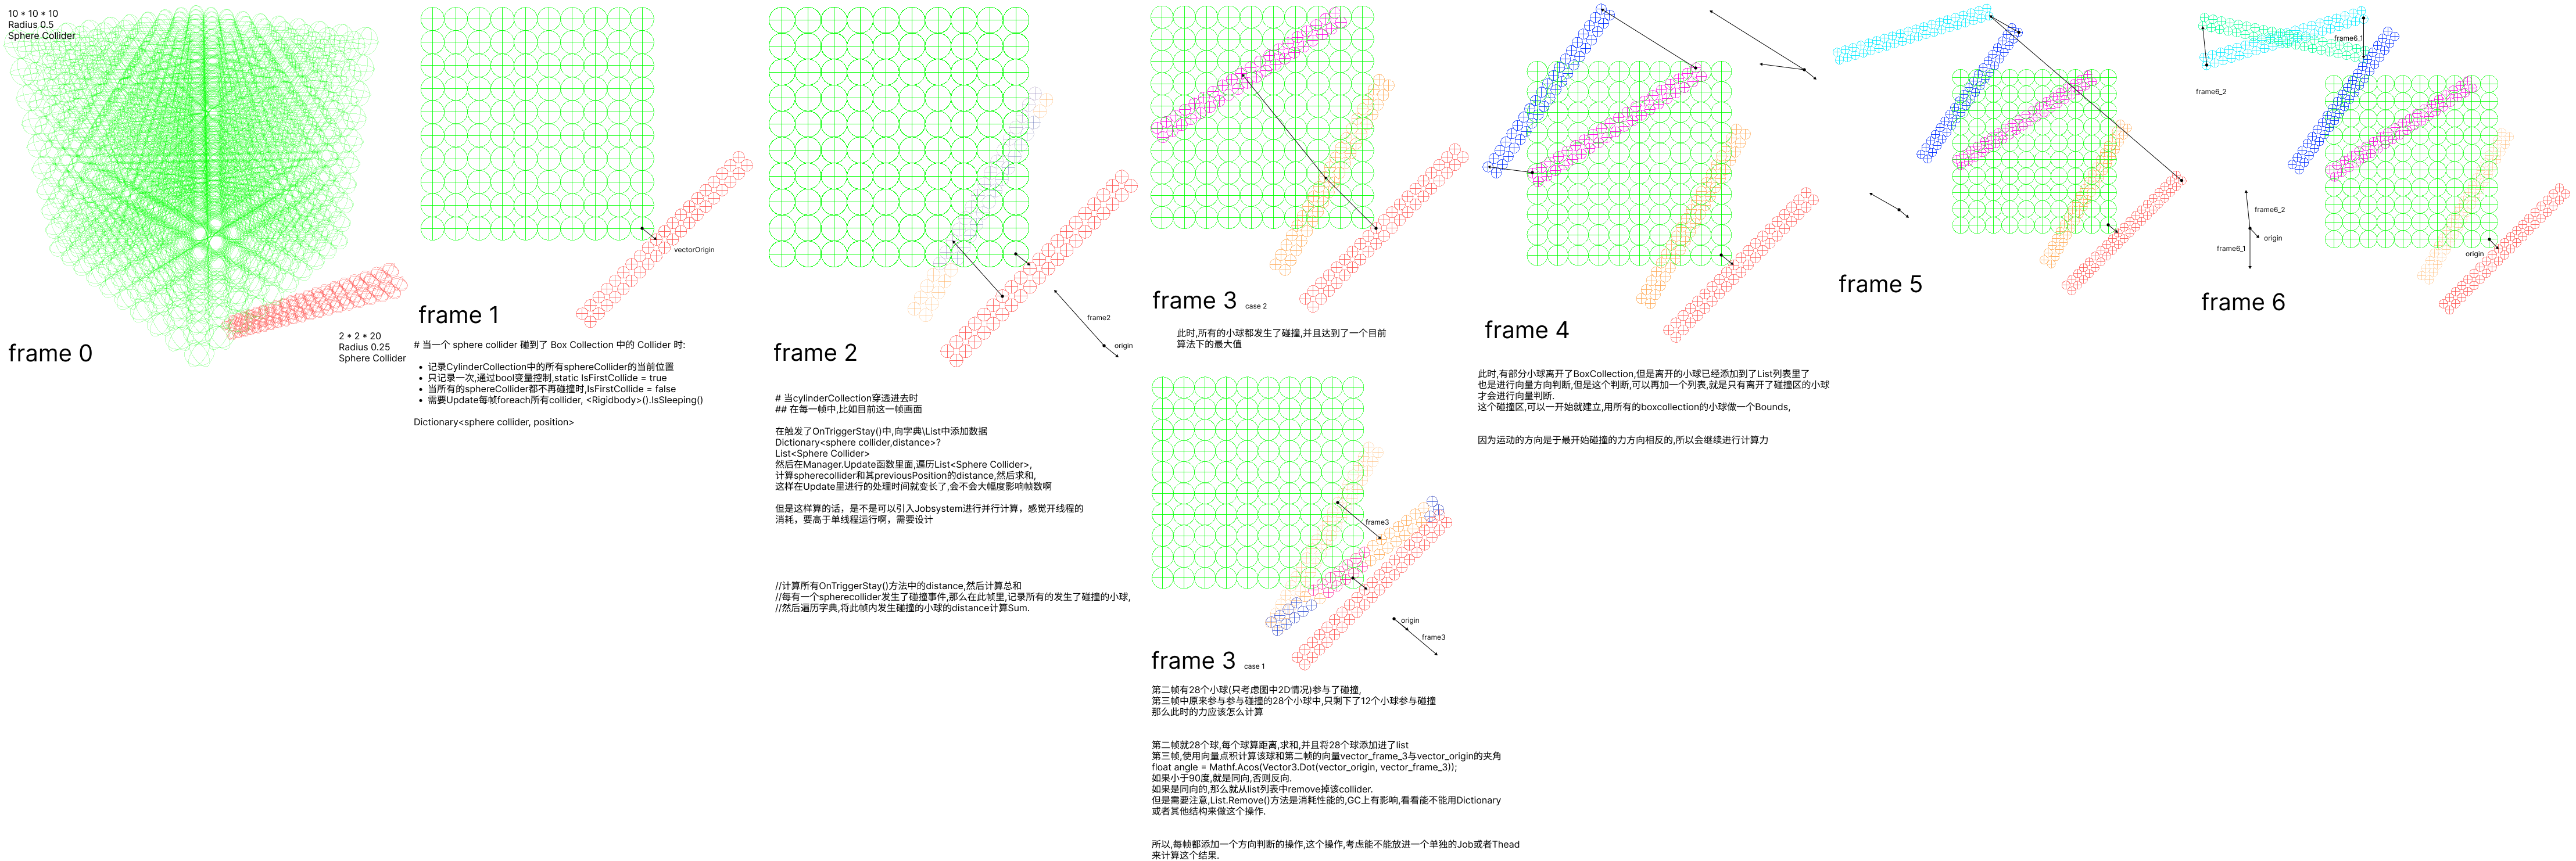 10 * 10 * 10
Radius 0.5
Sphere Collider
2 * 2 * 20
Radius 0.25
Sphere Collider
frame 0
vectorOrigin
frame 1
# 当一个 sphere collider 碰到了 Box Collection 中的 Collider 时:
• 记录CylinderCollection中的所有sphereCollider的当前位置
• 只记录一次,通过bool变量控制,static IsFirstCollide = true
• 当所有的sphereCollider都不再碰撞时,IsFirstCollide = false
• 需要Update每帧foreach所有collider, <Rigidbody>().IsSleeping()
Dictionary<sphere collider, position>
frame2
origin
frame 2
# 当cylinderCollection穿透进去时
## 在每一帧中,比如目前这一帧画面
在触发了OnTriggerStay()中,向字典\List中添加数据
Dictionary<sphere collider,distance>?
List<Sphere Collider>
然后在Manager.Update函数里面,遍历List<Sphere Collider>,
计算spherecollider和其previousPosition的distance,然后求和,
这样在Update里进行的处理时间就变长了,会不会大幅度影响帧数啊
但是这样算的话，是不是可以引入Jobsystem进行并行计算，感觉开线程的
消耗，要高于单线程运行啊，需要设计
//计算所有OnTriggerStay()方法中的distance,然后计算总和
//每有一个spherecollider发生了碰撞事件,那么在此帧里,记录所有的发生了碰撞的小球,
//然后遍历字典,将此帧内发生碰撞的小球的distance计算Sum.
frame 3 case 2
此时,所有的小球都发生了碰撞,并且达到了一个目前
算法下的最大值
frame3
origin
frame3
frame 3 case 1
第二帧有28个小球(只考虑图中2D情况)参与了碰撞,
第三帧中原来参与参与碰撞的28个小球中,只剩下了12个小球参与碰撞
那么此时的力应该怎么计算
第二帧就28个球,每个球算距离,求和,并且将28个球添加进了list
第三帧,使用向量点积计算该球和第二帧的向量vector_frame_3与vector_origin的夹角
float angle = Mathf.Acos(Vector3.Dot(vector_origin, vector_frame_3));
如果小于90度,就是同向,否则反向.
如果是同向的,那么就从list列表中remove掉该collider.
但是需要注意,List.Remove()方法是消耗性能的,GC上有影响,看看能不能用Dictionary
或者其他结构来做这个操作.
所以,每帧都添加一个方向判断的操作,这个操作,考虑能不能放进一个单独的Job或者Thead
来计算这个结果.
frame 4
此时,有部分小球离开了BoxCollection,但是离开的小球已经添加到了List列表里了
也是进行向量方向判断,但是这个判断,可以再加一个列表,就是只有离开了碰撞区的小球
才会进行向量判断.
这个碰撞区,可以一开始就建立,用所有的boxcollection的小球做一个Bounds,
因为运动的方向是于最开始碰撞的力方向相反的,所以会继续进行计算力
frame 5
frame6_1
frame6_2
frame6_2
origin
frame6_1
origin
frame 6